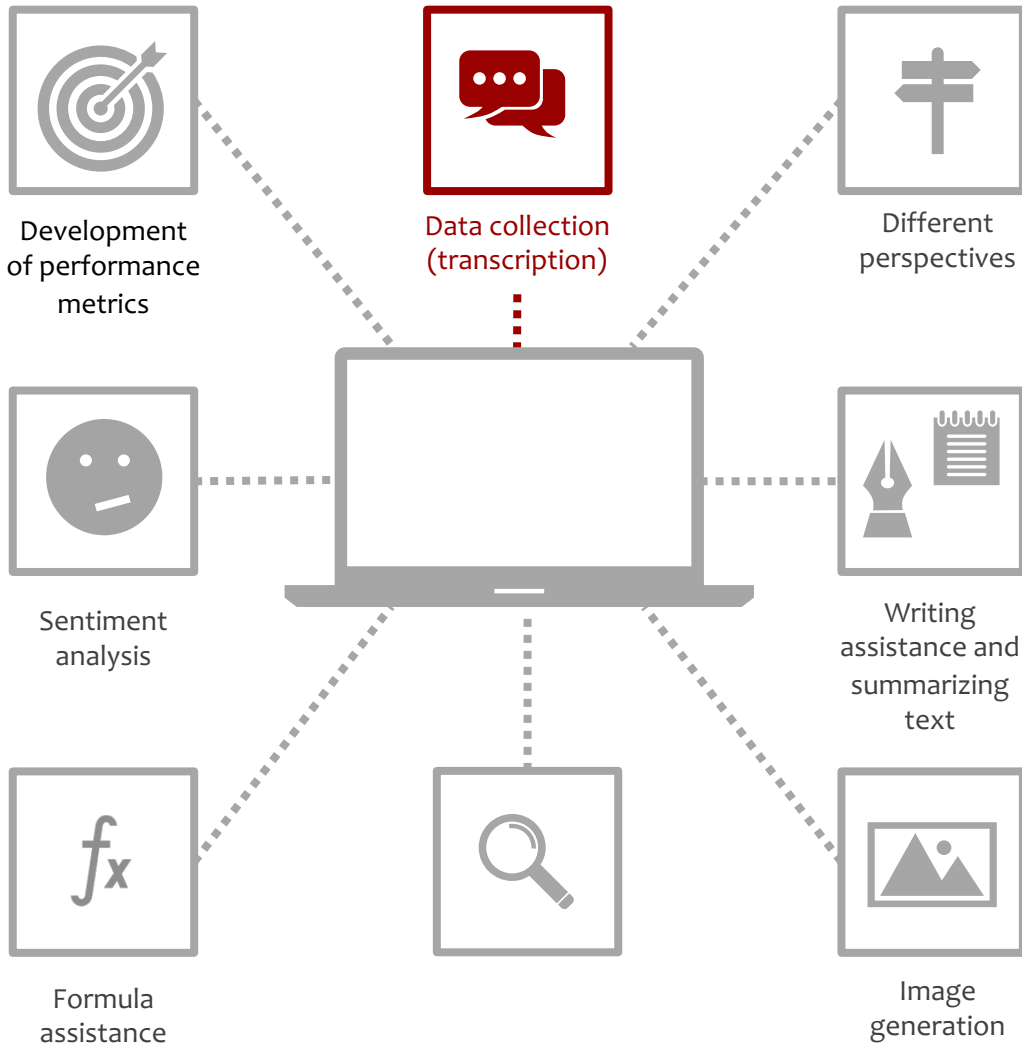 Development
of performance
metrics
Data collection
(transcription)
Different
perspectives
Sentiment
analysis
Writing
assistance and
summarizing
text
fx
Formula
assistance
Image
generation